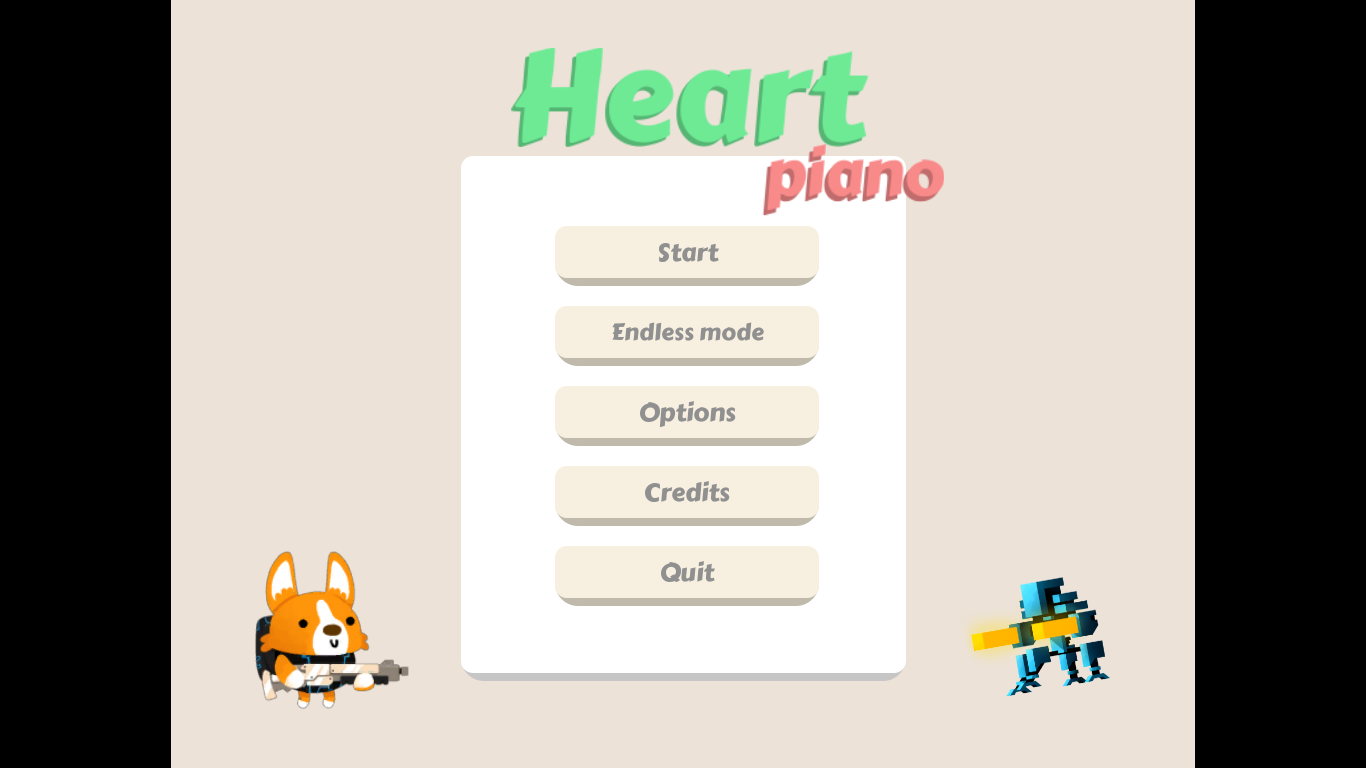 Heart
piano
Start
Endless mode
Options
Credits
Quit